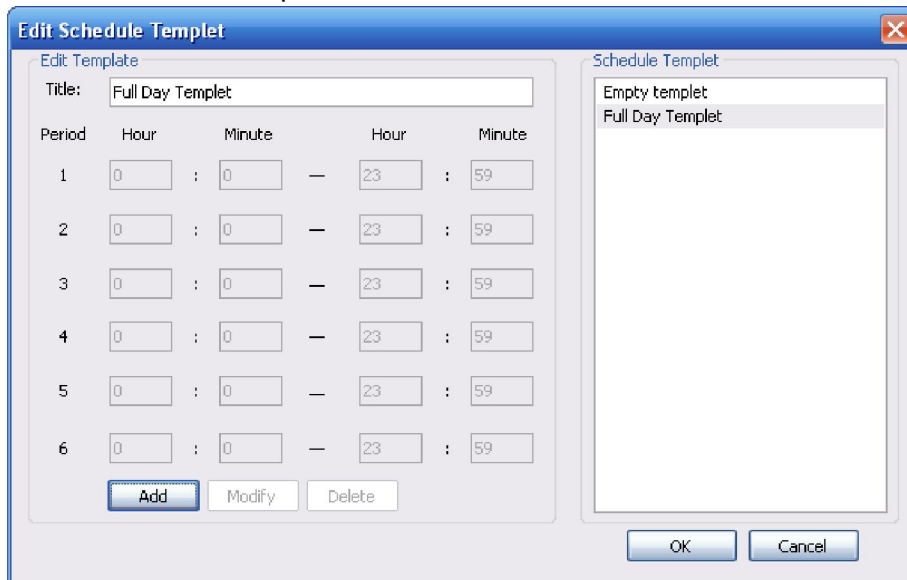 Edit Schedule Templet
Edit Template
Title: Full Day Templet
Period Hour Minute Hour Minute
1 0 : 0 — 23 : 59
2 0 : 0 — 23 : 59
3 0 : 0 — 23 : 59
4 0 : 0 — 23 : 59
5 0 : 0 — 23 : 59
6 0 : 0 — 23 : 59
Add Modify Delete
Schedule Templet
Empty templet
Full Day Templet
OK Cancel